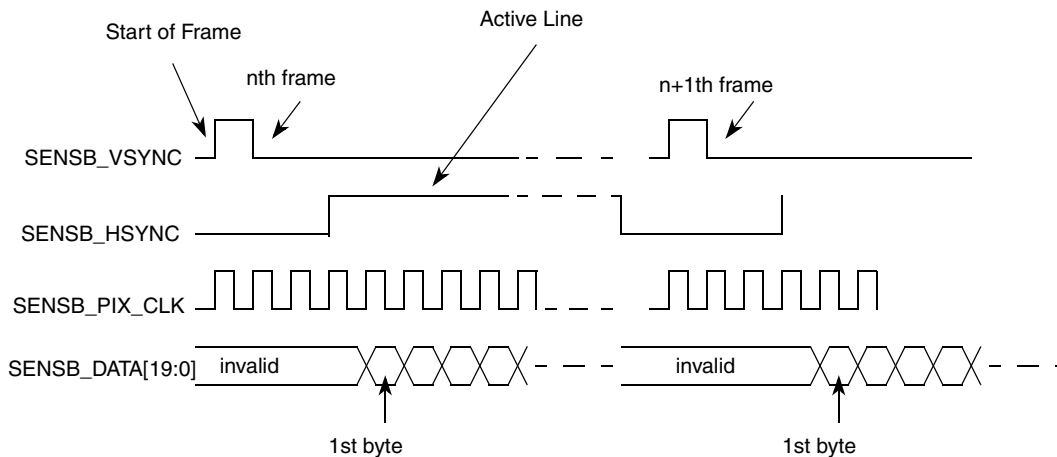 Active Line
Start of Frame
nth frame
n+1th frame
SENSB_VSYNC
SENSB_HSYNC
SENSB_PIX_CLK
SENSB_DATA[19:0]
invalid
invalid
1st byte
1st byte